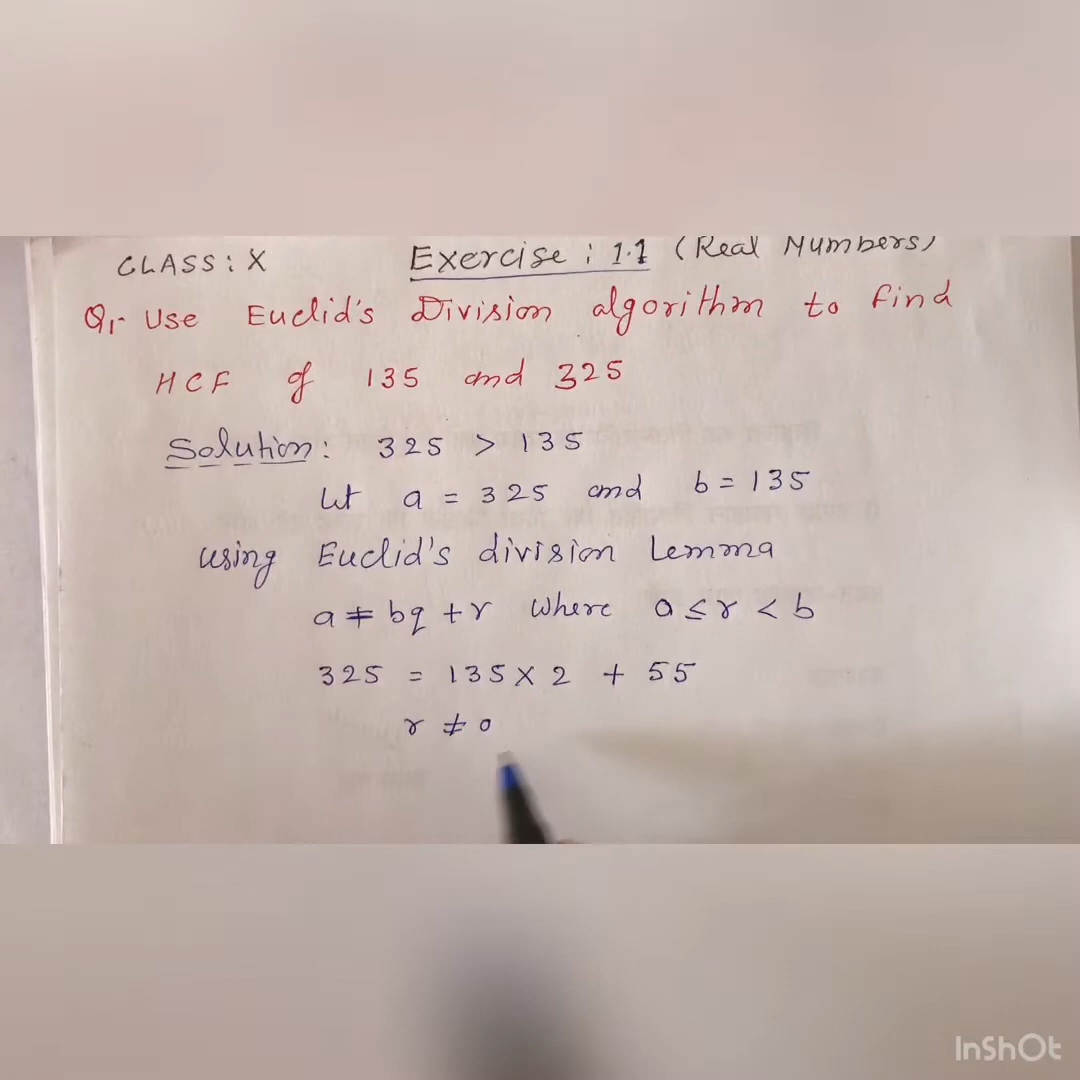 CLASS: X Exercise: 1.1 (Real Numbers)
Q1- Use Euclid's Division algorithm to find
HCF of 135 and 325
Solution: 325 > 135
Let a = 325 and b = 135
using Euclid's division Lemma
a ≠ bq + r where o ≤ r < b
325 = 135 × 2 + 55
r ≠ 0
InShOt